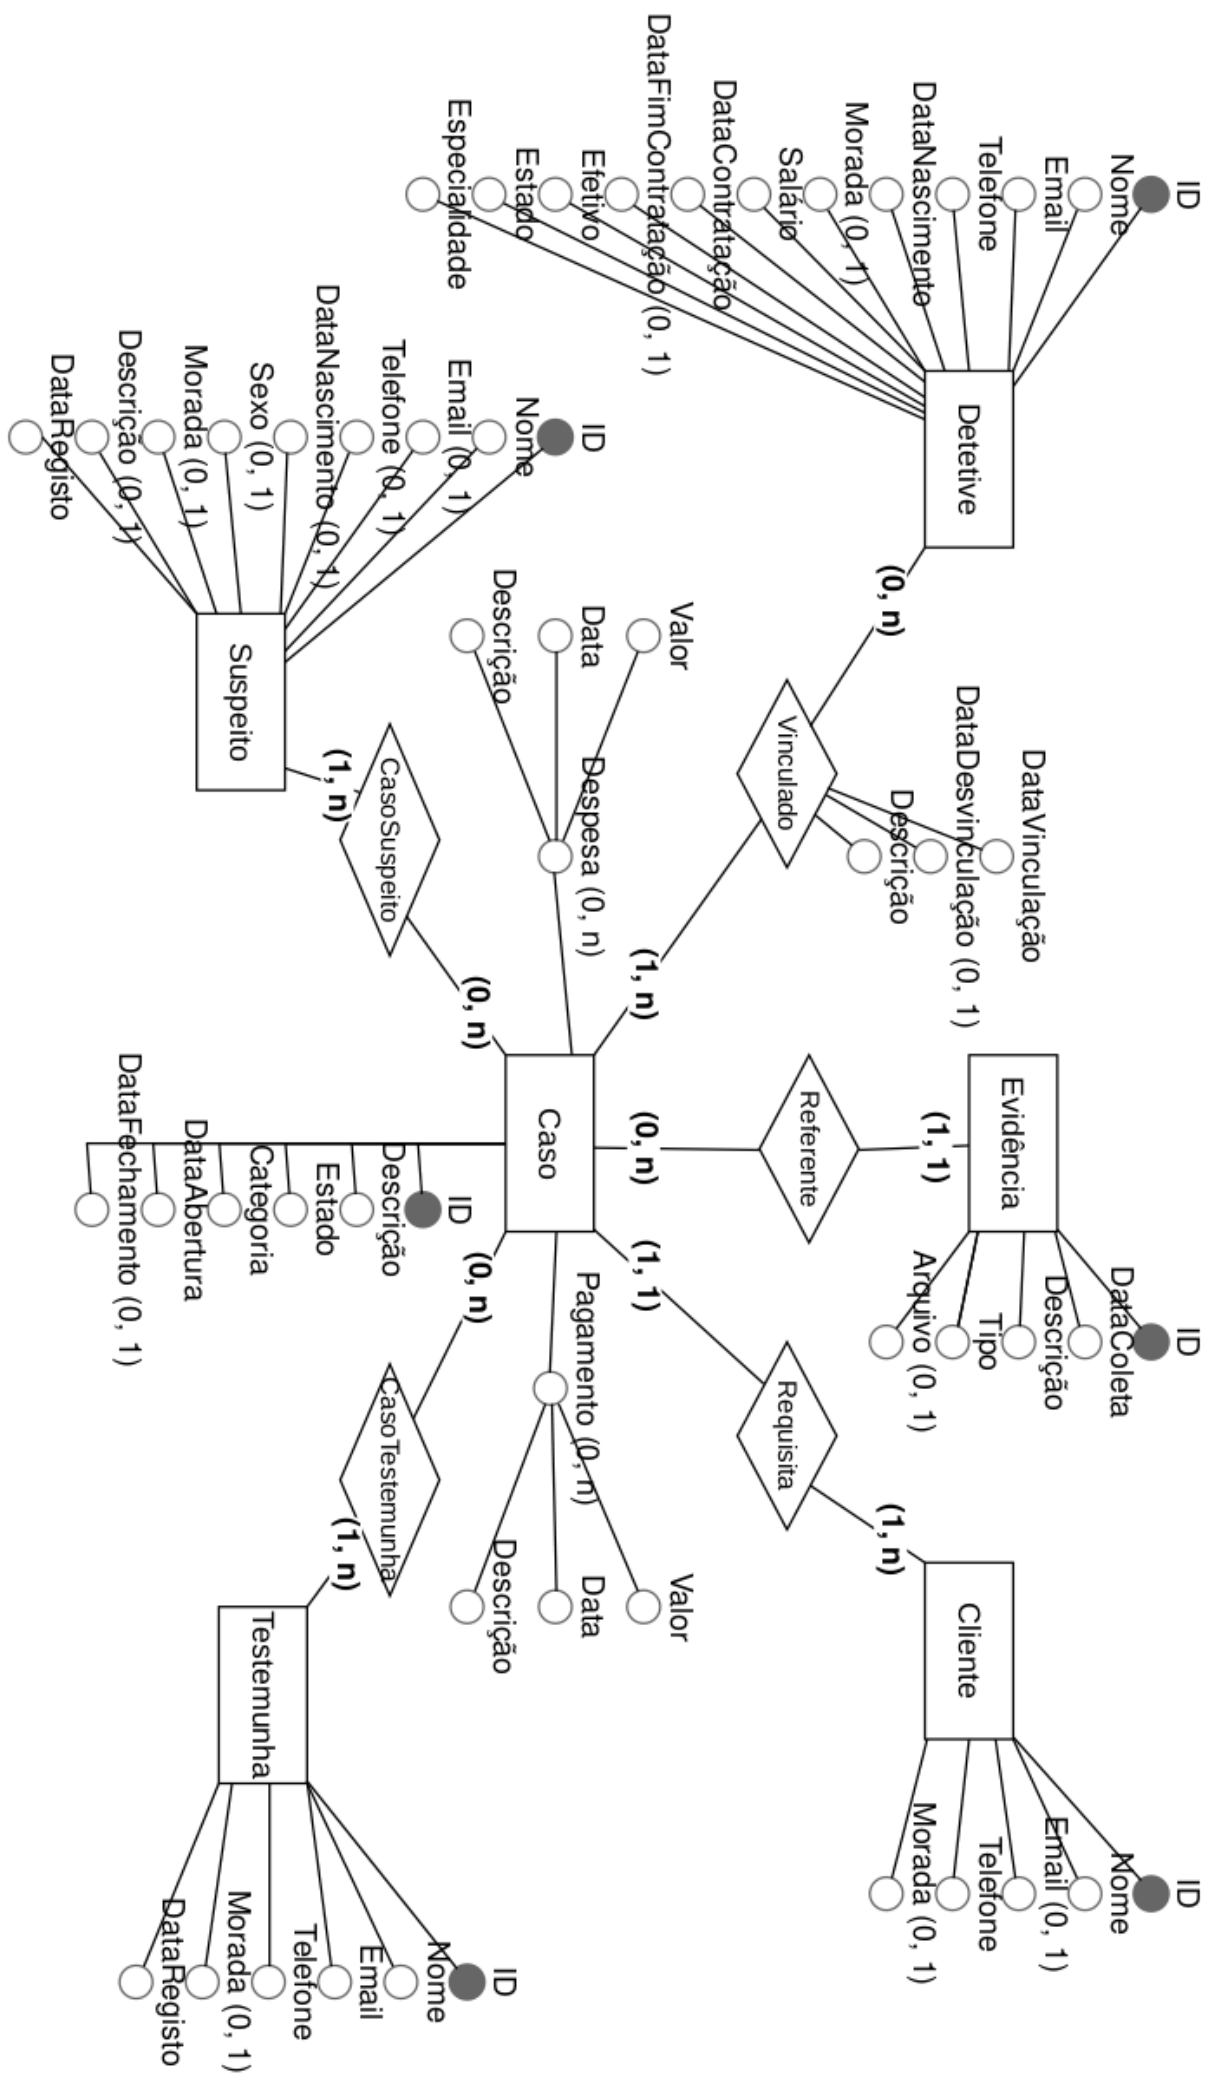 ID
Nome
Email
Telefone
DataNascimento
Morada (0, 1)
Salário
DataContratação
DataFimContratação (0, 1)
Efetivo
Estado
Especialidade
Detetive
(0, n)
Vinculado
DataVinculação
DataDesvinculação (0, 1)
Descrição
(1, n)
Evidência
ID
DataColeta
Descrição
Tipo
Arquivo (0, 1)
(1, 1)
Referente
(0, n)
Cliente
ID
Nome
Email (0, 1)
Telefone
Morada (0, 1)
(1, n)
Requisita
(1, 1)
Valor
Data
Descrição
Despesa (0, n)
Caso
Pagamento (0, n)
Valor
Data
Descrição
ID
Descrição
Estado
Categoria
DataAbertura
DataFechamento (0, 1)
ID
Nome
Email (0, 1)
Telefone (0, 1)
DataNascimento (0, 1)
Sexo (0, 1)
Morada (0, 1)
Descrição (0, 1)
DataRegisto
Suspeito
(1, n)
CasoSuspeito
(0, n)
(0, n)
CasoTestemunha
(1, n)
Testemunha
ID
Nome
Email
Telefone
Morada (0, 1)
DataRegisto